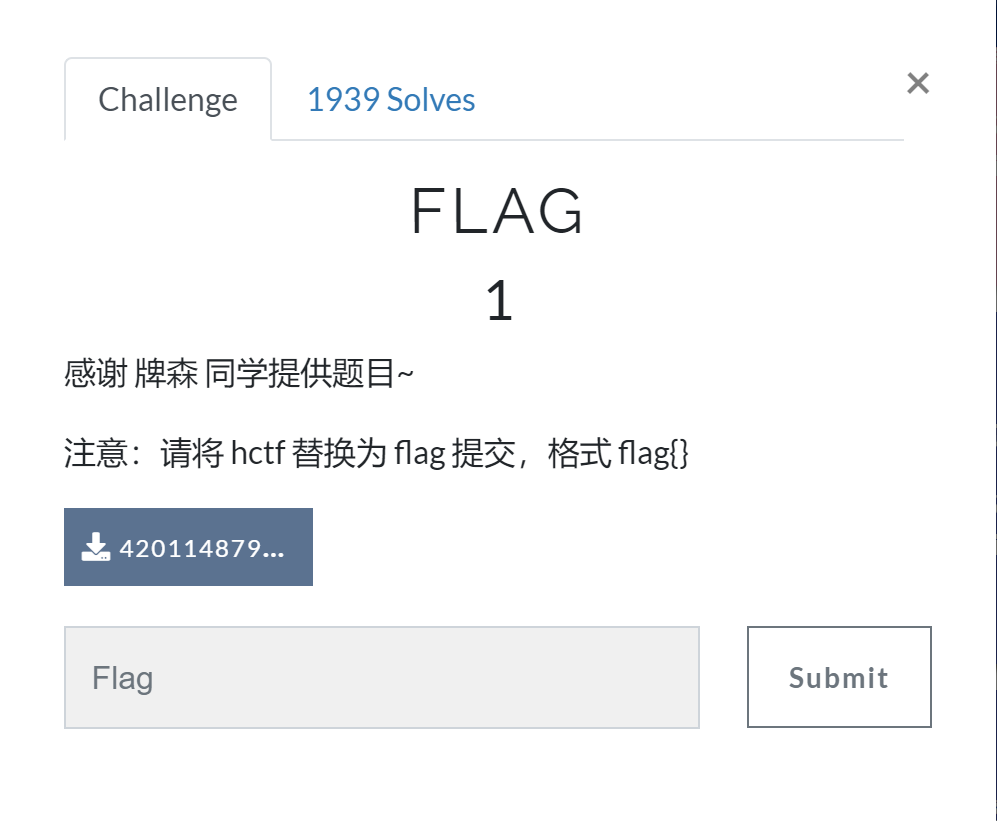 Challenge
1939 Solves
×
FLAG
1
感谢 牌森 同学提供题目~
注意：请将 hctf 替换为 flag 提交，格式 flag{}
420114879...
Flag
Submit